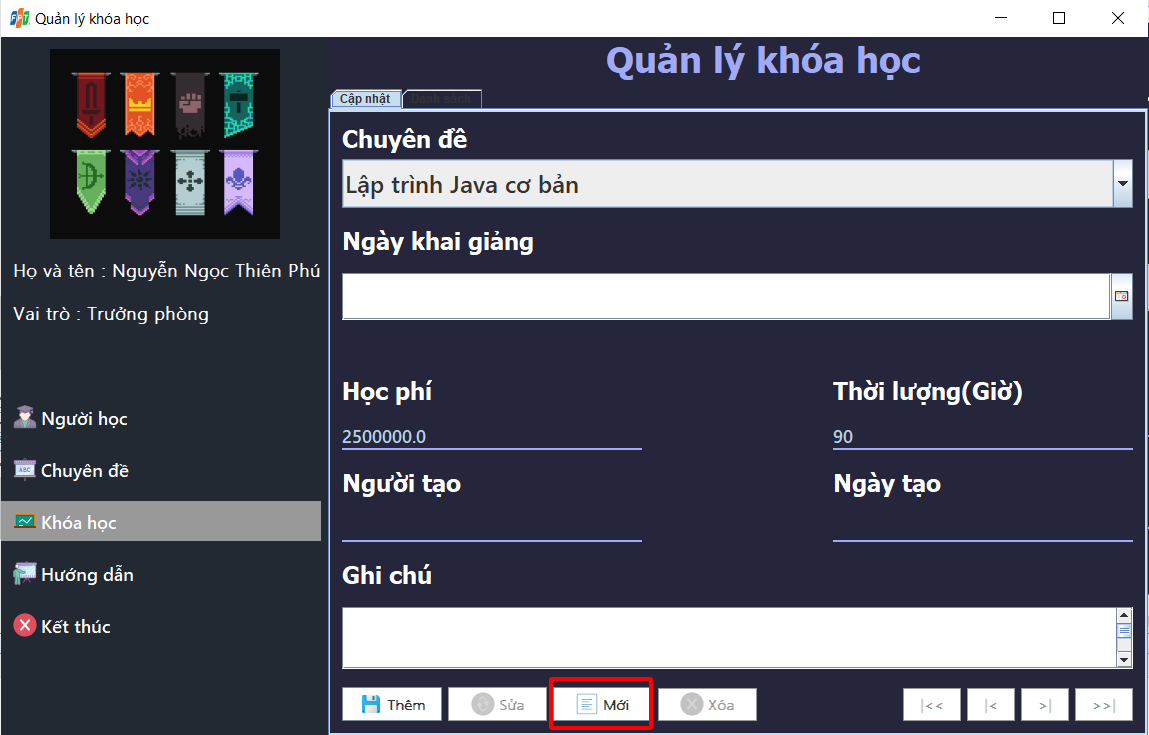 FPT Quản lý khóa học
Quản lý khóa học
Cập nhật
Danh sách
Chuyên đề
Lập trình Java cơ bản
Ngày khai giảng
Họ và tên : Nguyễn Ngọc Thiên Phú
Vai trò : Trưởng phòng
Học phí
Thời lượng(Giờ)
2500000.0
90
Người tạo
Ngày tạo
Ghi chú
Người học
ABC Chuyên đề
Khóa học
Hướng dẫn
Kết thúc
Thêm
Sửa
Mới
Xóa
|<<
|<
>|
>>|